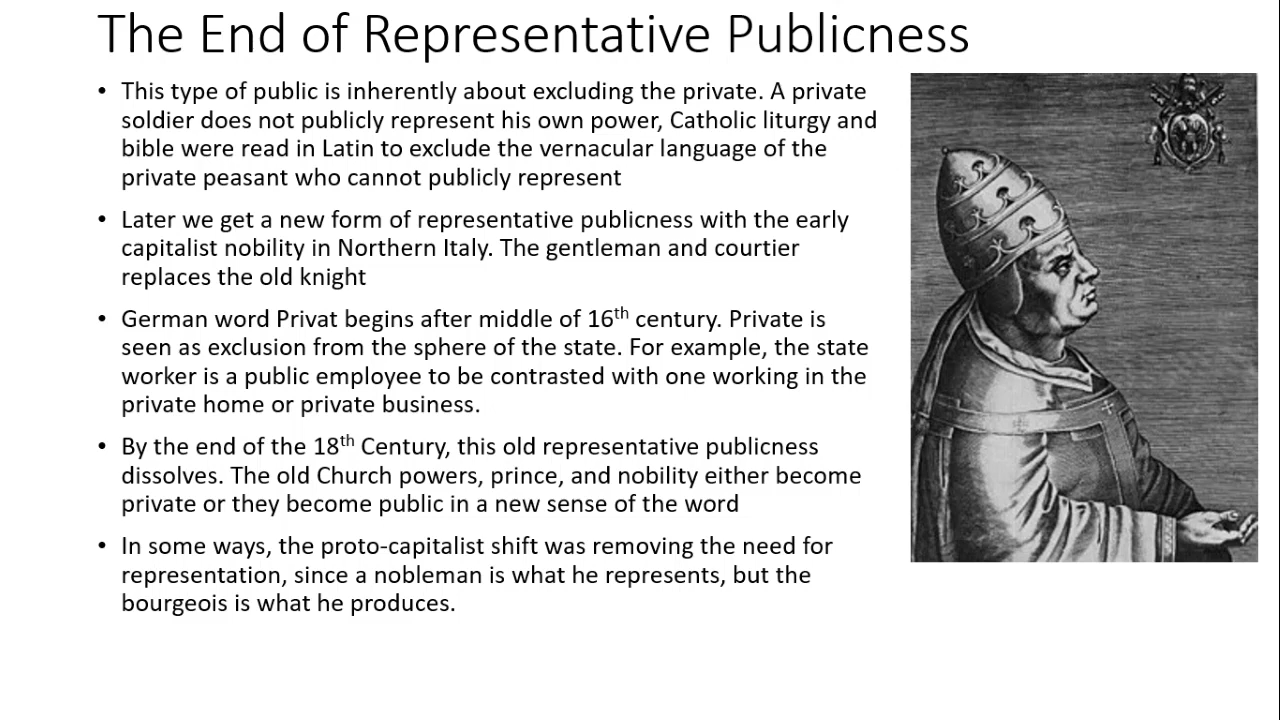 The End of Representative Publicness
• This type of public is inherently about excluding the private. A private
soldier does not publicly represent his own power, Catholic liturgy and
bible were read in Latin to exclude the vernacular language of the
private peasant who cannot publicly represent
• Later we get a new form of representative publicness with the early
capitalist nobility in Northern Italy. The gentleman and courtier
replaces the old knight
• German word Privat begins after middle of 16th century. Private is
seen as exclusion from the sphere of the state. For example, the state
worker is a public employee to be contrasted with one working in the
private home or private business.
• By the end of the 18th Century, this old representative publicness
dissolves. The old Church powers, prince, and nobility either become
private or they become public in a new sense of the word
• In some ways, the proto-capitalist shift was removing the need for
representation, since a nobleman is what he represents, but the
bourgeois is what he produces.